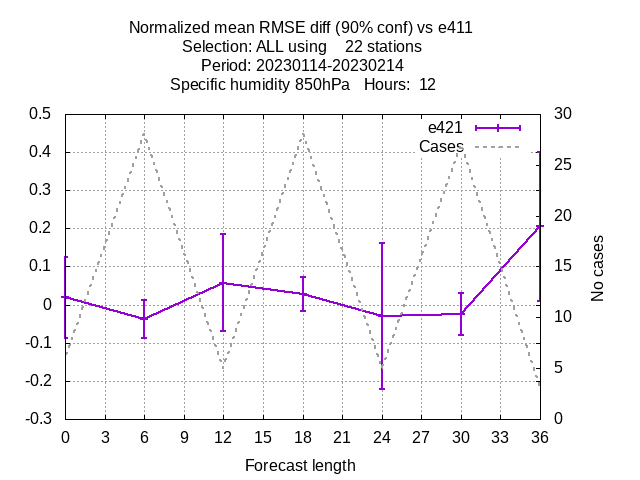 Normalized mean RMSE diff (90% conf) vs e411
Selection: ALL using    22 stations
Period: 20230114-20230214
Specific humidity 850hPa   Hours:  12
e421
Cases
0.5
0.4
0.3
0.2
0.1
0
-0.1
-0.2
-0.3
30
25
20
15
10
5
0
No cases
0 3 6 9 12 15 18 21 24 27 30 33 36
Forecast length